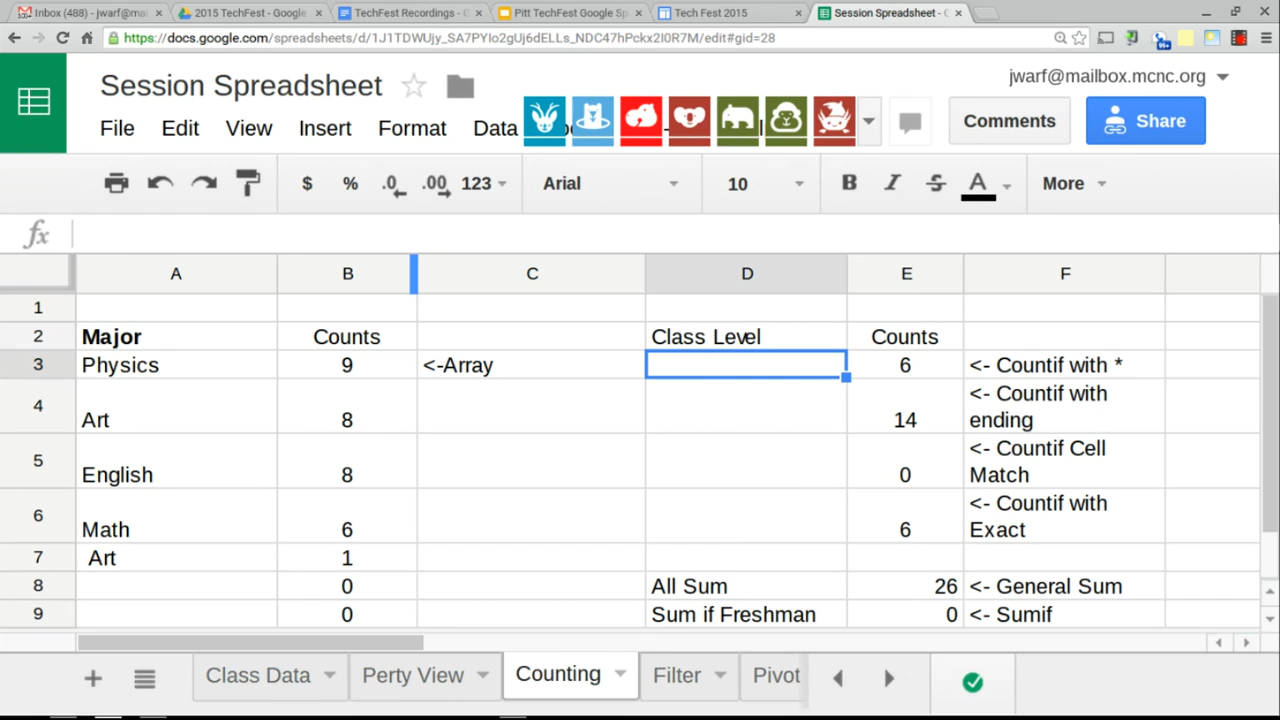 Inbox (488) - jwarf@mai
2015 TechFest - Google
TechFest Recordings - G
Pitt TechFest Google Sp
Tech Fest 2015
Session Spreadsheet - G
https://docs.google.com/spreadsheets/d/1J1TDWUjy_SA7PYIo2gUj6dELLs_NDC47hPckx2I0R7M/edit#gid=28
99+
Session Spreadsheet
jwarf@mailbox.mcnc.org
File Edit View Insert Format Data
Comments
Share
$ % .0 .00 123 Arial 10 B I S A More
fx
A B C D E F
1
2 Major Counts Class Level Counts
3 Physics 9 <-Array 6 <- Countif with *
4 Art 8 14 <- Countif with
ending
5 English 8 0 <- Countif Cell
Match
6 Math 6 6 <- Countif with
Exact
7 Art 1
8 0 All Sum 26 <- General Sum
9 0 Sum if Freshman 0 <- Sumif
Class Data Perty View Counting Filter Pivot